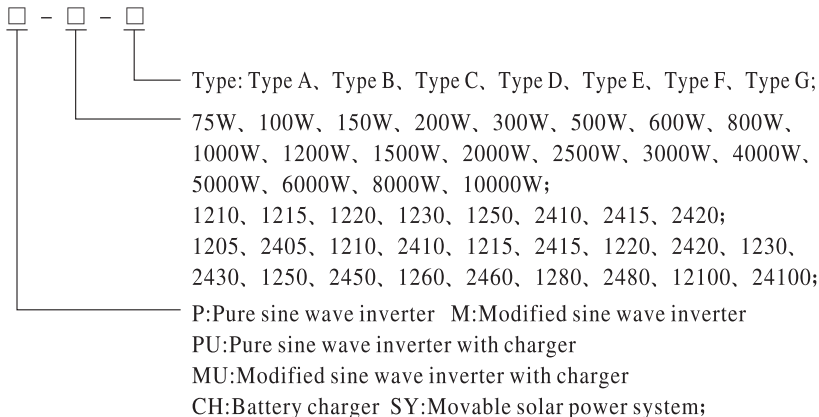 □ - □ - □
Type: Type A、Type B、Type C、Type D、Type E、Type F、Type G;
75W、100W、150W、200W、300W、500W、600W、800W、
1000W、1200W、1500W、2000W、2500W、3000W、4000W、
5000W、6000W、8000W、10000W；
1210、1215、1220、1230、1250、2410、2415、2420；
1205、2405、1210、2410、1215、2415、1220、2420、1230、
2430、1250、2450、1260、2460、1280、2480、12100、24100；
P:Pure sine wave inverter M:Modified sine wave inverter
PU:Pure sine wave inverter with charger
MU:Modified sine wave inverter with charger
CH:Battery charger SY:Movable solar power system；